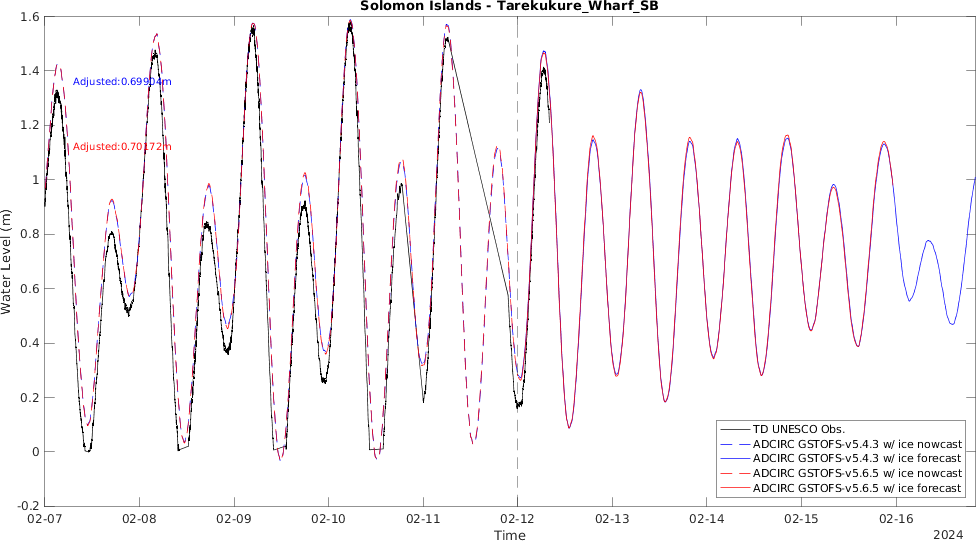 Solomon Islands - Tarekukure_Wharf_SB
1.6
1.4
1.2
1
0.8
0.6
0.4
0.2
0
-0.2
Water Level (m)
Adjusted:0.69904m
Adjusted:0.70172m
TD UNESCO Obs.
ADCIRC GSTOFS-v5.4.3 w/ ice nowcast
ADCIRC GSTOFS-v5.4.3 w/ ice forecast
ADCIRC GSTOFS-v5.6.5 w/ ice nowcast
ADCIRC GSTOFS-v5.6.5 w/ ice forecast
02-07 02-08 02-09 02-10 02-11 02-12 02-13 02-14 02-15 02-16
Time
2024